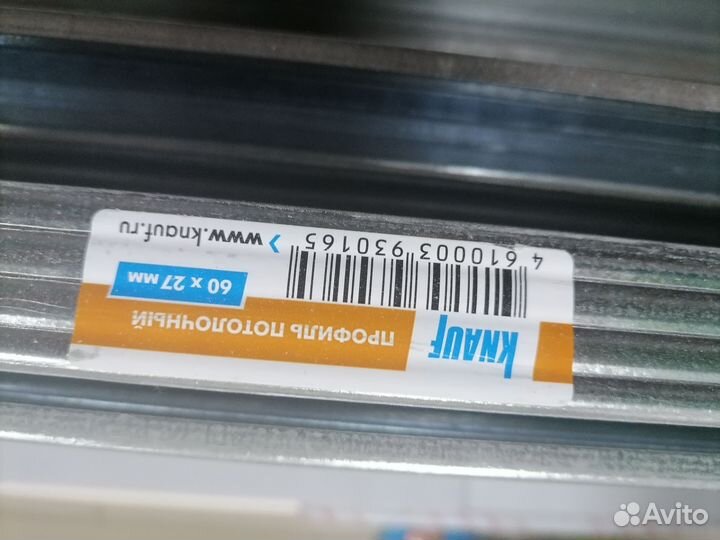 KNAUF
ПРОФИЛЬ ПОТОЛОЧНЫЙ
60 x 27 мм
4 610003 930165
www.knauf.ru
Avito